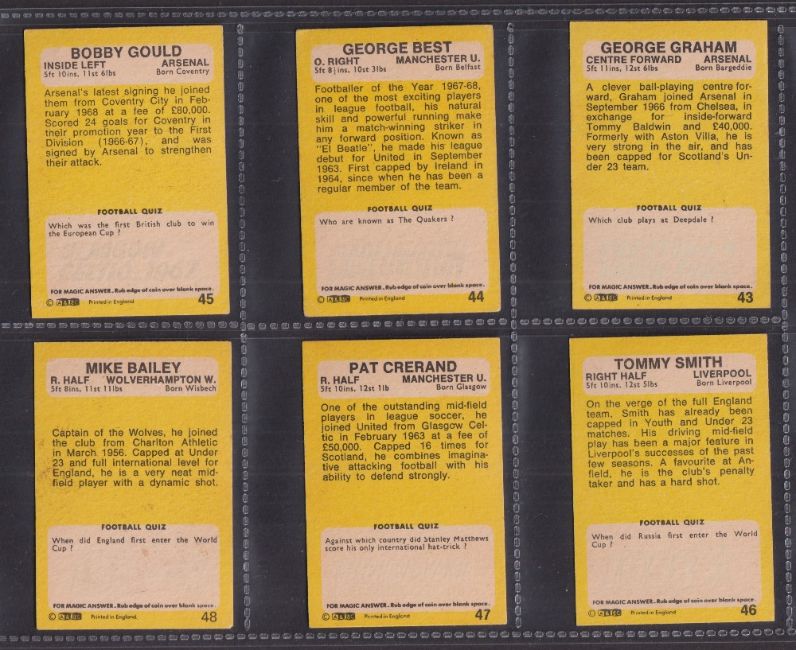 BOBBY GOULD
INSIDE LEFT ARSENAL
5ft 10ins, 11st 6lbs Born Coventry
Arsenal's latest signing he joined
them from Coventry City in Feb-
ruary 1968 at a fee of £80,000.
Scored 24 goals for Coventry in
their promotion year to the First
Division (1966-67), and was
signed by Arsenal to strengthen
their attack.
FOOTBALL QUIZ
Which was the first British club to win
the European Cup ?
FOR MAGIC ANSWER. Rub edge of coin over blank space.
© A&BC Printed in England 45
GEORGE BEST
O. RIGHT MANCHESTER U.
5ft 8½ins, 10st 3lbs Born Belfast
Footballer of the Year 1967-68,
one of the most exciting players
in league football, his natural
skill and powerful running make
him a match-winning striker in
any forward position. Known as
"El Beatle", he made his league
debut for United in September
1963. First capped by Ireland in
1964, since when he has been a
regular member of the team.
FOOTBALL QUIZ
Who are known as The Quakers ?
FOR MAGIC ANSWER. Rub edge of coin over blank space.
© A&BC Printed in England 44
GEORGE GRAHAM
CENTRE FORWARD ARSENAL
5ft 11ins, 12st 6lbs Born Bargeddie
A clever ball-playing centre for-
ward, Graham joined Arsenal in
September 1966 from Chelsea, in
exchange for inside-forward
Tommy Baldwin and £40,000.
Formerly with Aston Villa, he is
very strong in the air, and has
been capped for Scotland's Un-
der 23 team.
FOOTBALL QUIZ
Which club plays at Deepdale ?
FOR MAGIC ANSWER. Rub edge of coin over blank space.
© A&BC Printed in England 43
MIKE BAILEY
R. HALF WOLVERHAMPTON W.
5ft 8ins, 11st 11lbs Born Wisbech
Captain of the Wolves, he joined
the club from Charlton Athletic
in March 1956. Capped at Under
23 and full international level for
England, he is a very neat mid-
field player with a dynamic shot.
FOOTBALL QUIZ
When did England first enter the World
Cup ?
FOR MAGIC ANSWER. Rub edge of coin over blank space.
© A&BC Printed in England 48
PAT CRERAND
R. HALF MANCHESTER U.
5ft 10ins, 12st 1lb Born Glasgow
One of the outstanding mid-field
players in league soccer, he
joined United from Glasgow Cel-
tic in February 1963 at a fee of
£50,000. Capped 16 times for
Scotland, he combines imagina-
tive attacking football with his
ability to defend strongly.
FOOTBALL QUIZ
Against which country did Stanley Matthews
score his only international hat-trick ?
FOR MAGIC ANSWER. Rub edge of coin over blank space.
© A&BC Printed in England 47
TOMMY SMITH
RIGHT HALF LIVERPOOL
5ft 10ins, 12st 5lbs Born Liverpool
On the verge of the full England
team, Smith has already been
capped in Youth and Under 23
matches. His driving mid-field
play has been a major feature in
Liverpool's successes of the past
few seasons. A favourite at An-
field, he is the club's penalty
taker and has a hard shot.
FOOTBALL QUIZ
When did Russia first enter the World
Cup ?
FOR MAGIC ANSWER. Rub edge of coin over blank space.
© A&BC Printed in England 46